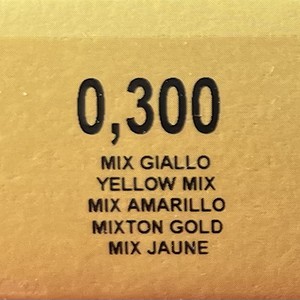 0,300
MIX GIALLO
YELLOW MIX
MIX AMARILLO
MIXTON GOLD
MIX JAUNE